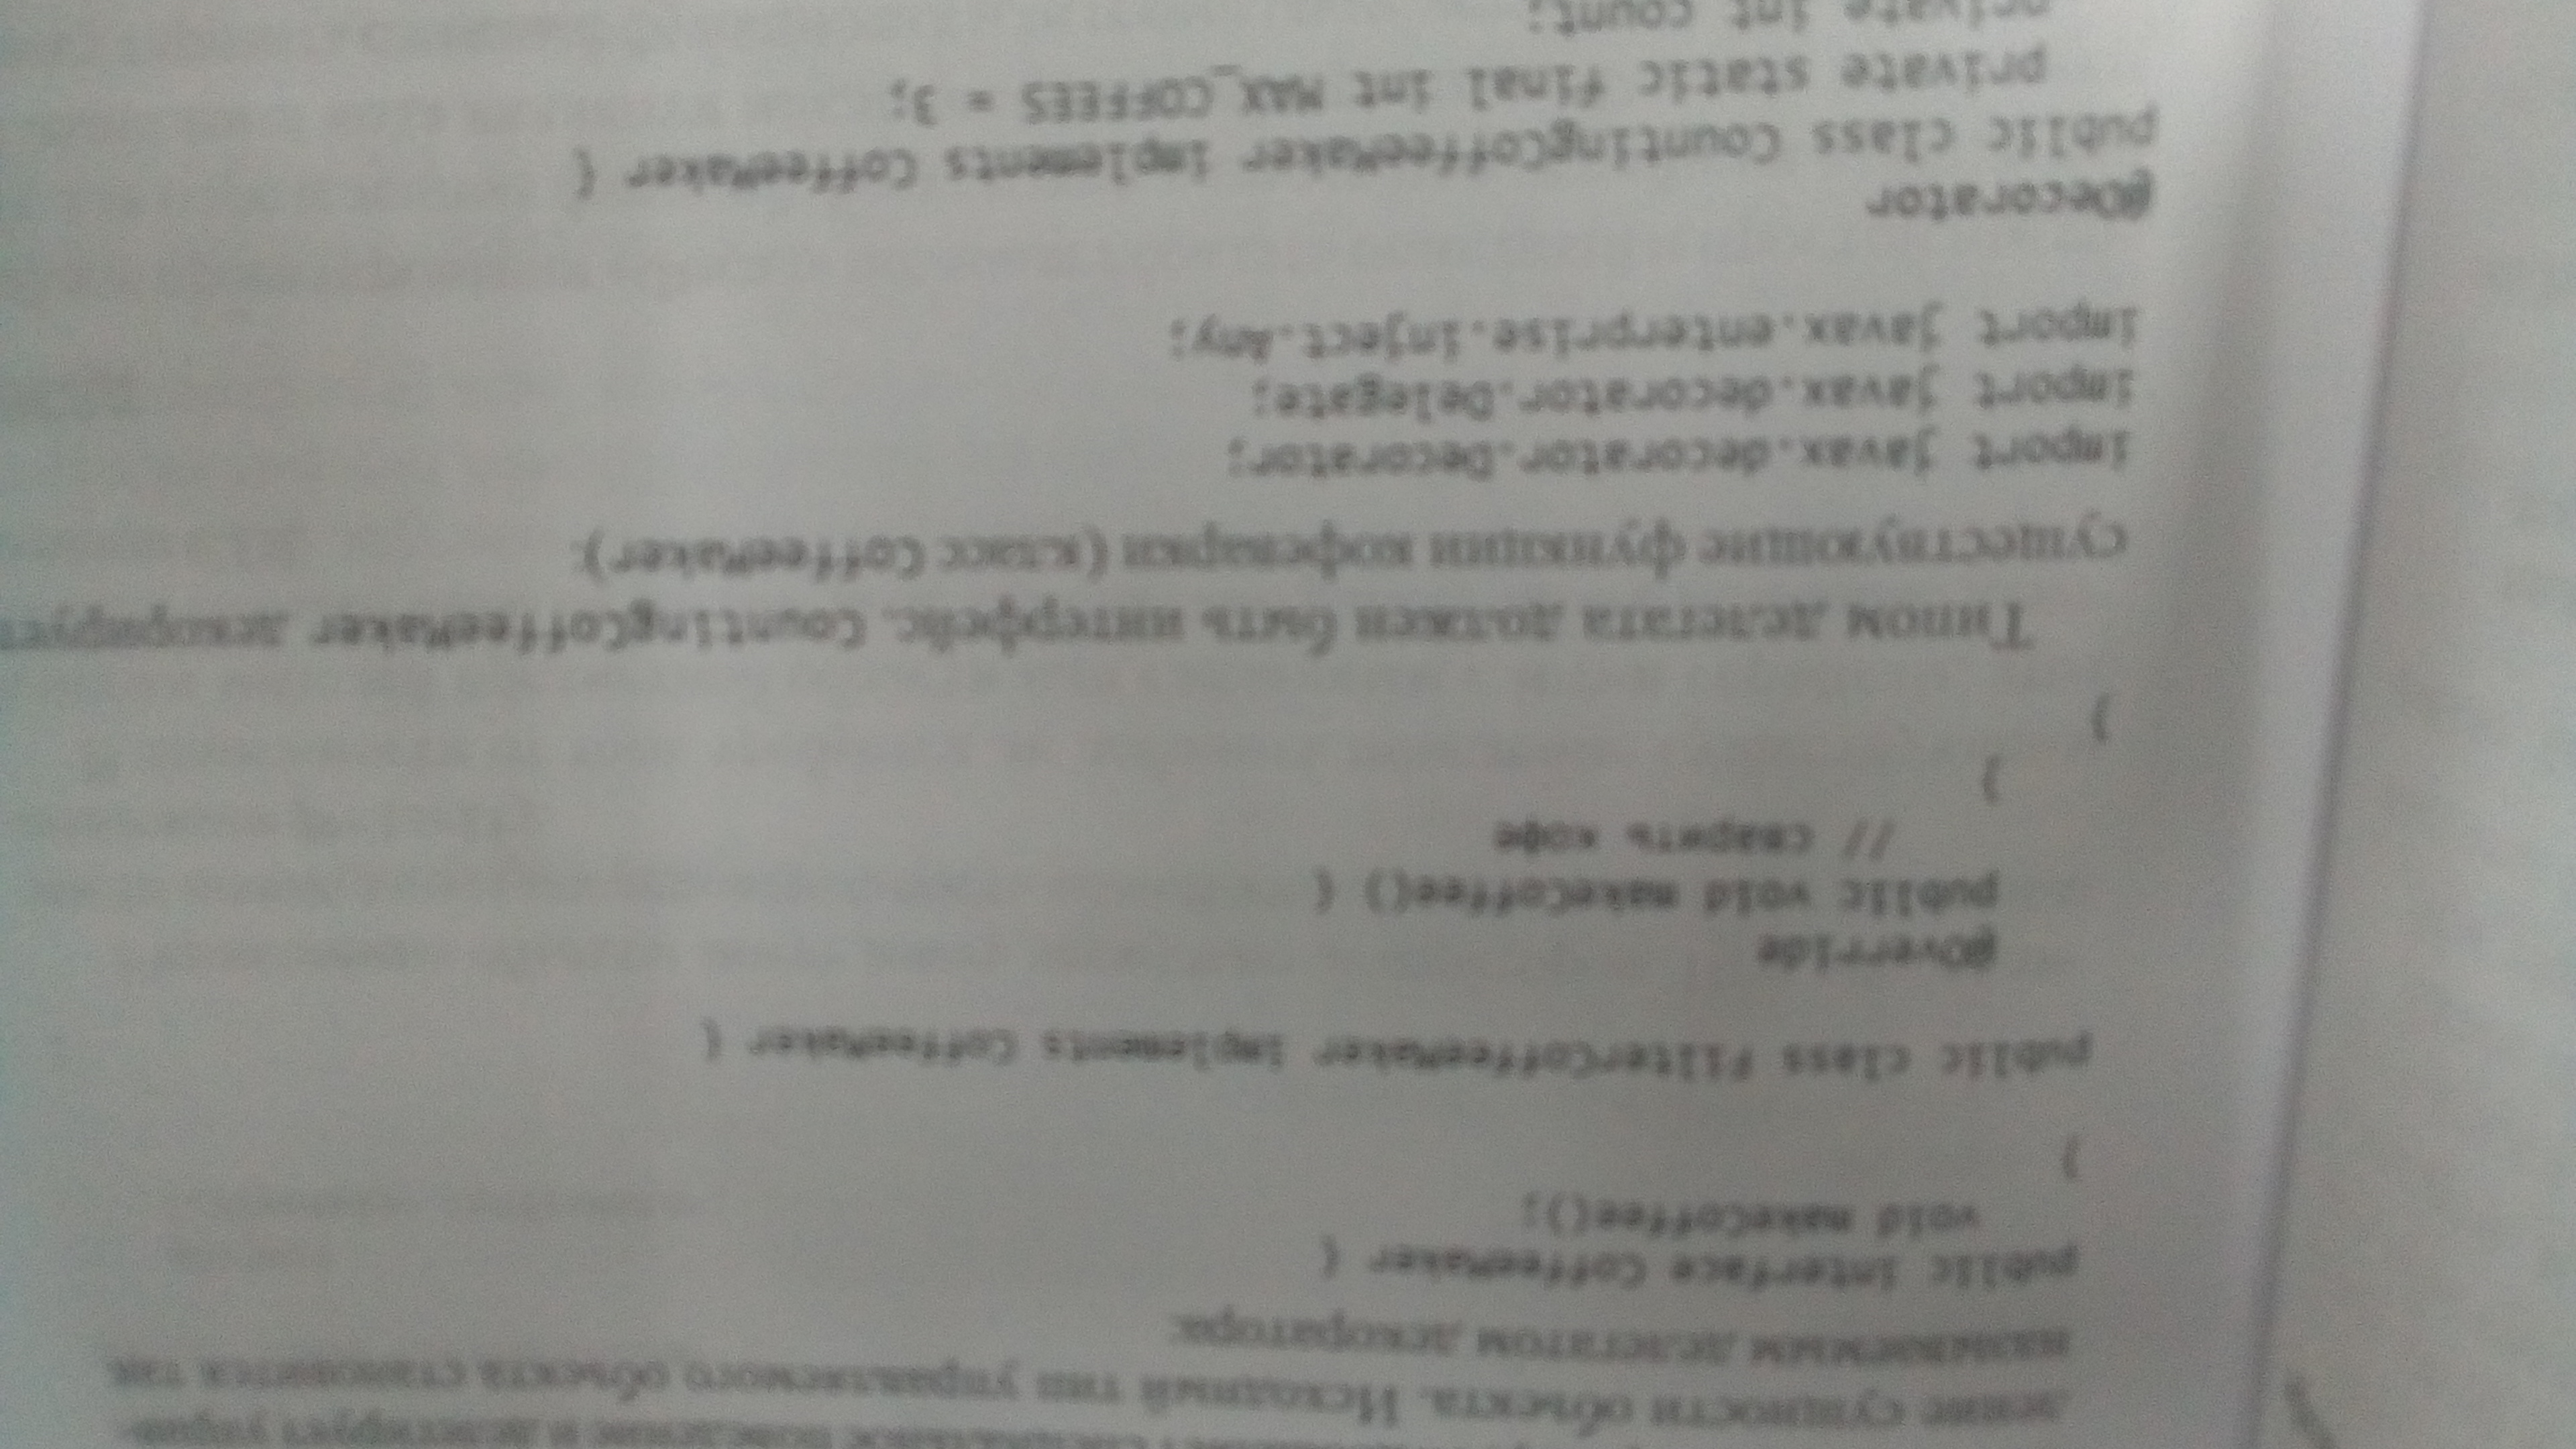 специальное поведение и делегирует управ-
ление сущности объекта. Исходный тип управляемого объекта становится так
называемым делегатом декоратора:
public interface CoffeeMaker {
void makeCoffee();
}
public class FilterCoffeeMaker implements CoffeeMaker {
@Override
public void makeCoffee() {
// сварить кофе
}
}
Типом делегата должен быть интерфейс. CountingCoffeeMaker декорирует
существующие функции кофеварки (класс CoffeeMaker):
import javax.decorator.Decorator;
import javax.decorator.Delegate;
import javax.enterprise.inject.Any;
@Decorator
public class CountingCoffeeMaker implements CoffeeMaker {
private static final int MAX_COFFEES = 3;
private int count;